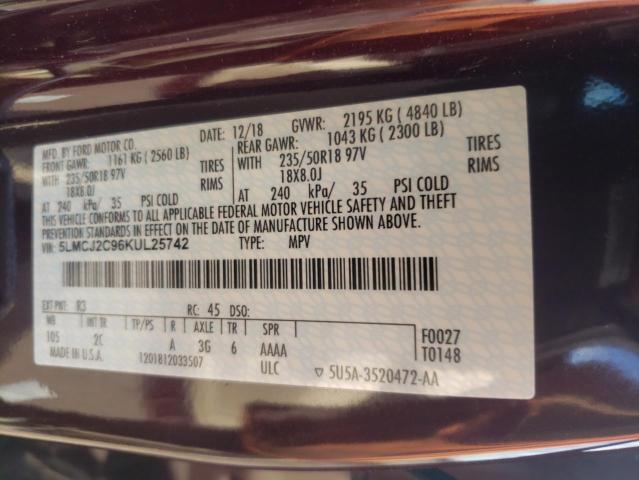 MFD. BY FORD MOTOR CO.
DATE: 12/18 GVWR: 2195 KG ( 4840 LB)
FRONT GAWR: 1161 KG ( 2560 LB) REAR GAWR: 1043 KG ( 2300 LB)
WITH 235/50R18 97V TIRES WITH 235/50R18 97V TIRES
18X8.0J RIMS 18X8.0J RIMS
AT 240 kPa/ 35 PSI COLD AT 240 kPa/ 35 PSI COLD
THIS VEHICLE CONFORMS TO ALL APPLICABLE FEDERAL MOTOR VEHICLE SAFETY AND THEFT
PREVENTION STANDARDS IN EFFECT ON THE DATE OF MANUFACTURE SHOWN ABOVE.
VIN: 5LMCJ2C96KUL25742 TYPE: MPV
EXT PNT: R3 RC: 45 DSO:
WB INT TR TP/PS R AXLE TR SPR F0027
105 2C A 3G 6 AAAA T0148
MADE IN U.S.A. 1201812033507 ULC ▽ 5U5A-3520472-AA